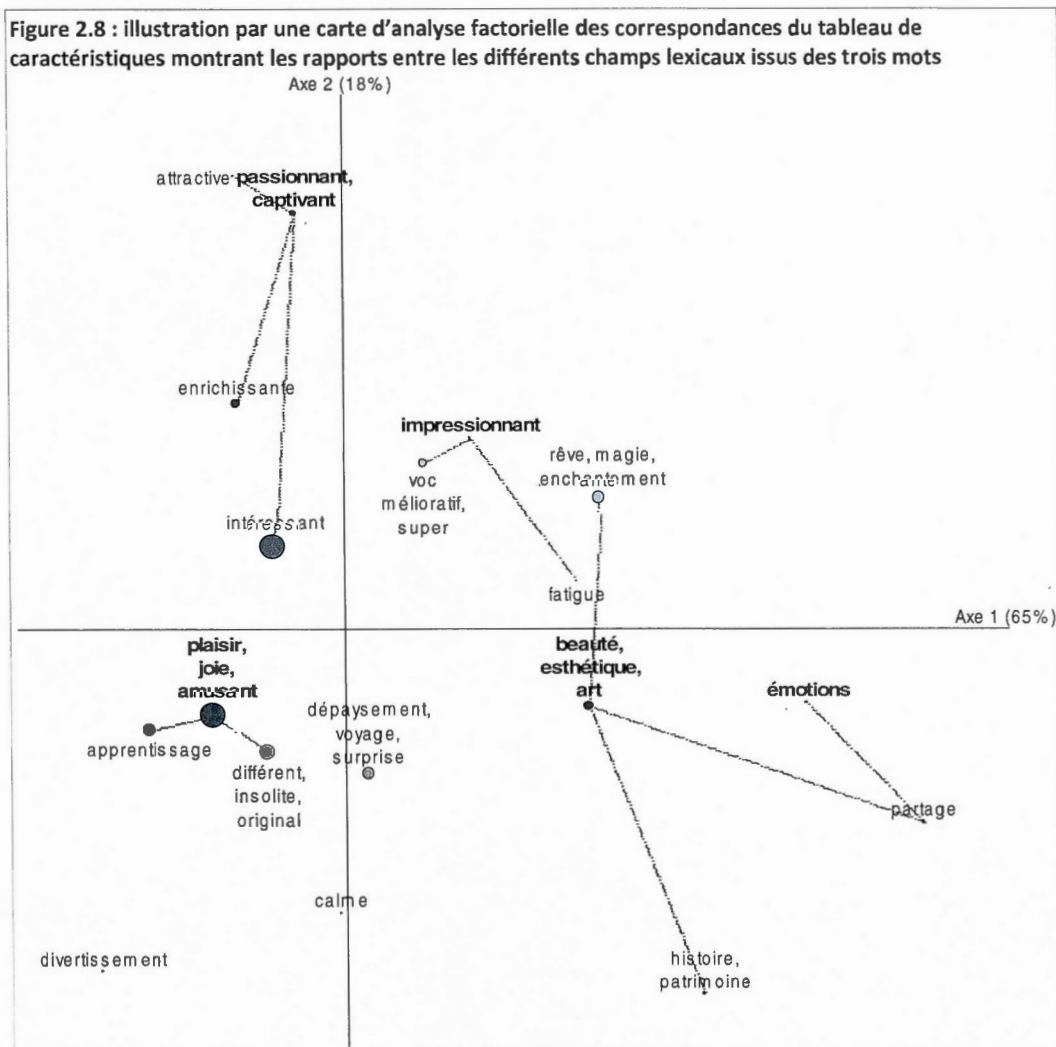 Figure 2.8 : illustration par une carte d'analyse factorielle des correspondances du tableau de
caractéristiques montrant les rapports entre les différents champs lexicaux issus des trois mots
Axe 2 (18%)
attractive
passionnant,
captivant
enrichissante
impressionnant
rêve, magie,
enchantement
voc
mélioratif,
super
intéressant
fatigue
Axe 1 (65%)
plaisir,
joie,
amusant
beauté,
esthétique,
art
émotions
dépaysement,
voyage,
surprise
apprentissage
différent,
insolite,
original
partage
calme
divertissement
histoire,
patrimoine